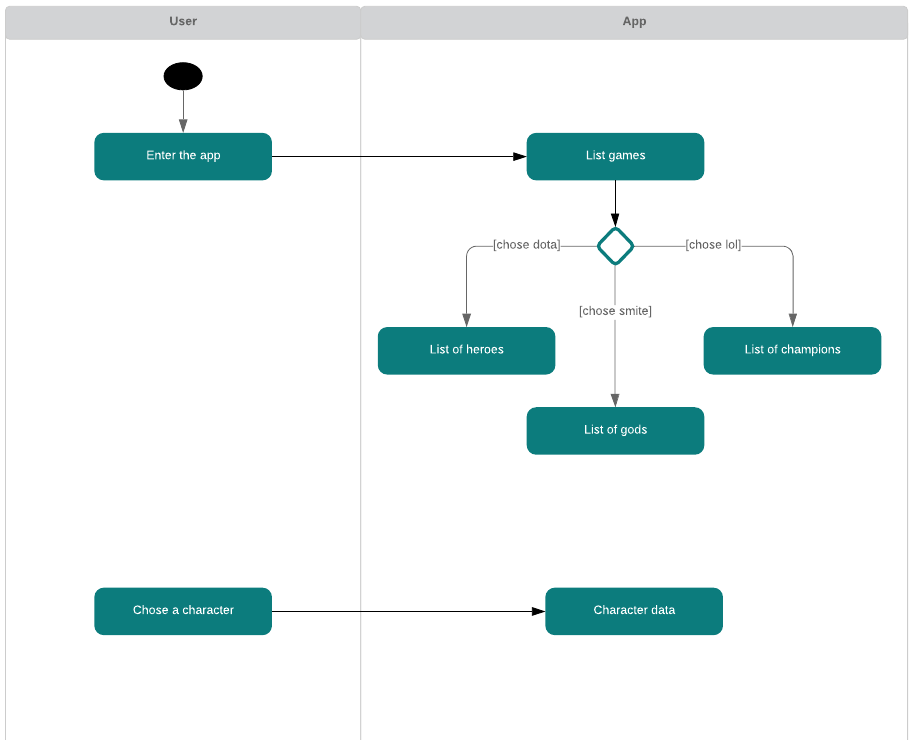 User
App
Enter the app
List games
[chose dota]
[chose lol]
[chose smite]
List of heroes
List of champions
List of gods
Chose a character
Character data